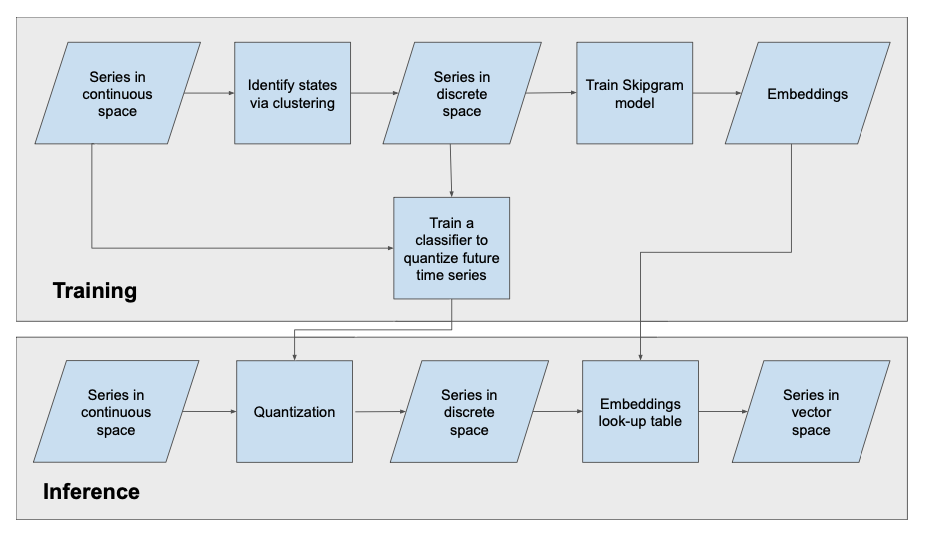 Series in
continuous
space
Identify states
via clustering
Series in
discrete
space
Train Skipgram
model
Embeddings
Train a
classifier to
quantize future
time series
Training
Series in
continuous
space
Quantization
Series in
discrete
space
Embeddings
look-up table
Series in
vector
space
Inference